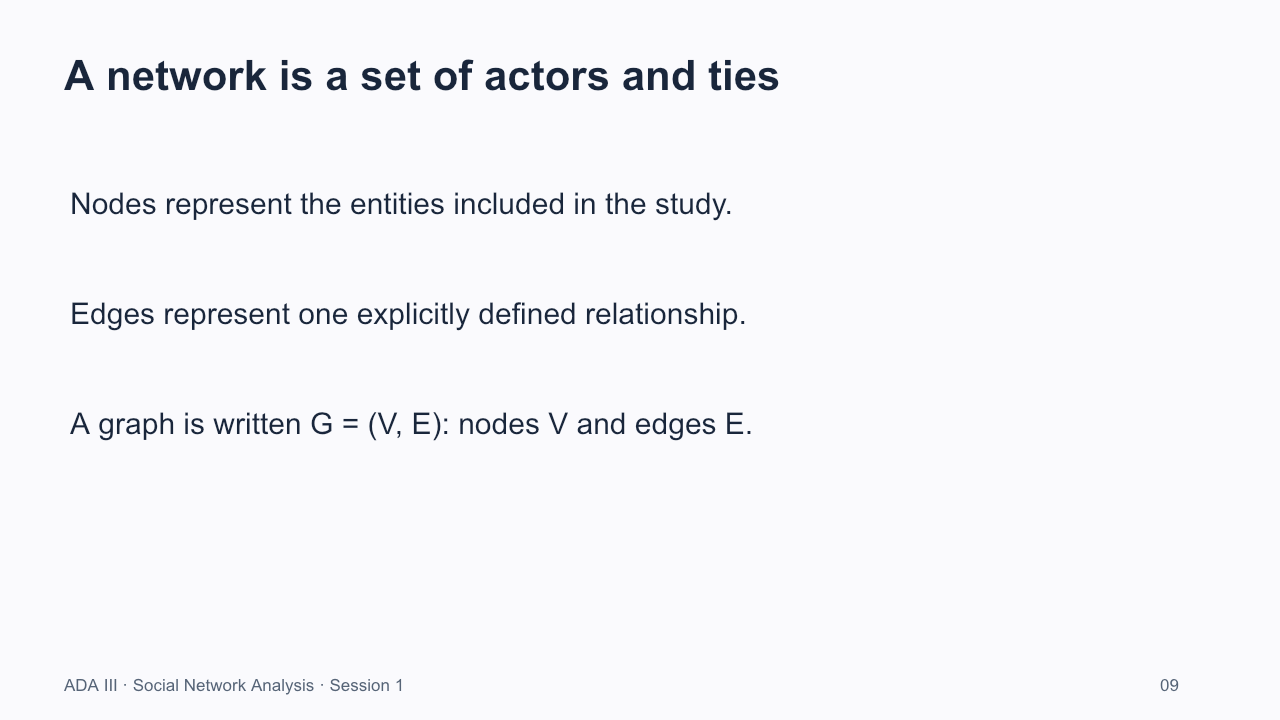 A network is a set of actors and ties
Nodes represent the entities included in the study.
Edges represent one explicitly defined relationship.
A graph is written G = (V, E): nodes V and edges E.
ADA III · Social Network Analysis · Session 1
09